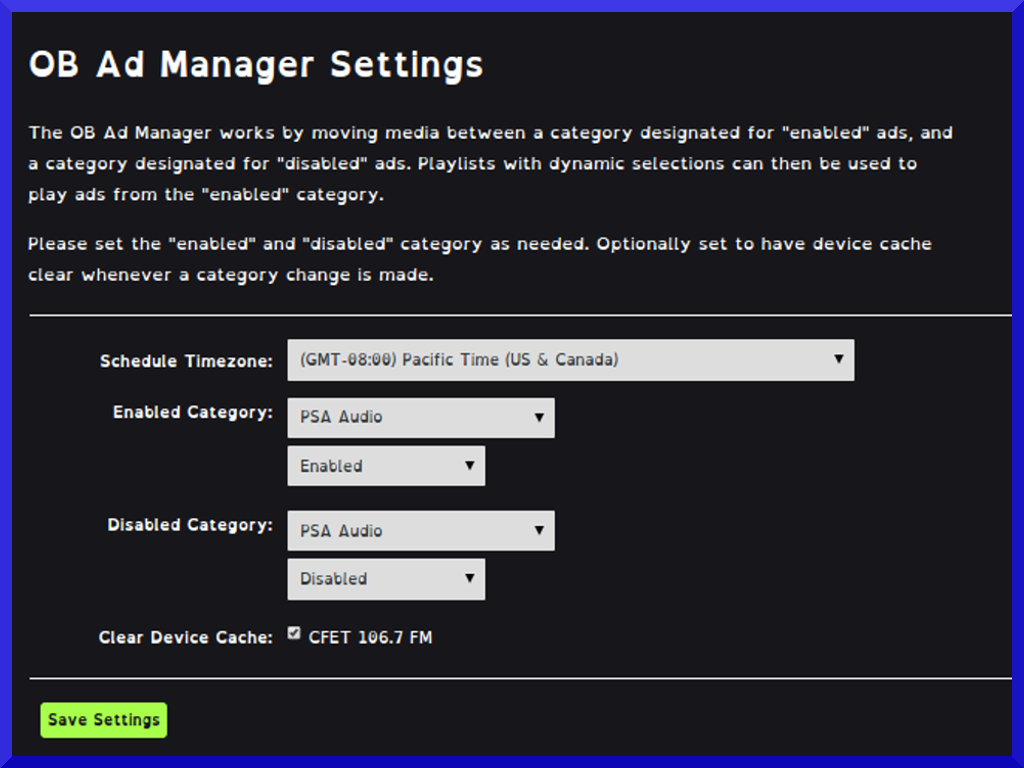 OB Ad Manager Settings
The OB Ad Manager works by moving media between a category designated for "enabled" ads, and
a category designated for "disabled" ads. Playlists with dynamic selections can then be used to
play ads from the "enabled" category.
Please set the "enabled" and "disabled" category as needed. Optionally set to have device cache
clear whenever a category change is made.
Schedule Timezone: (GMT-08:00) Pacific Time (US & Canada)
Enabled Category: PSA Audio
Enabled
Disabled Category: PSA Audio
Disabled
Clear Device Cache: CFET 106.7 FM
Save Settings